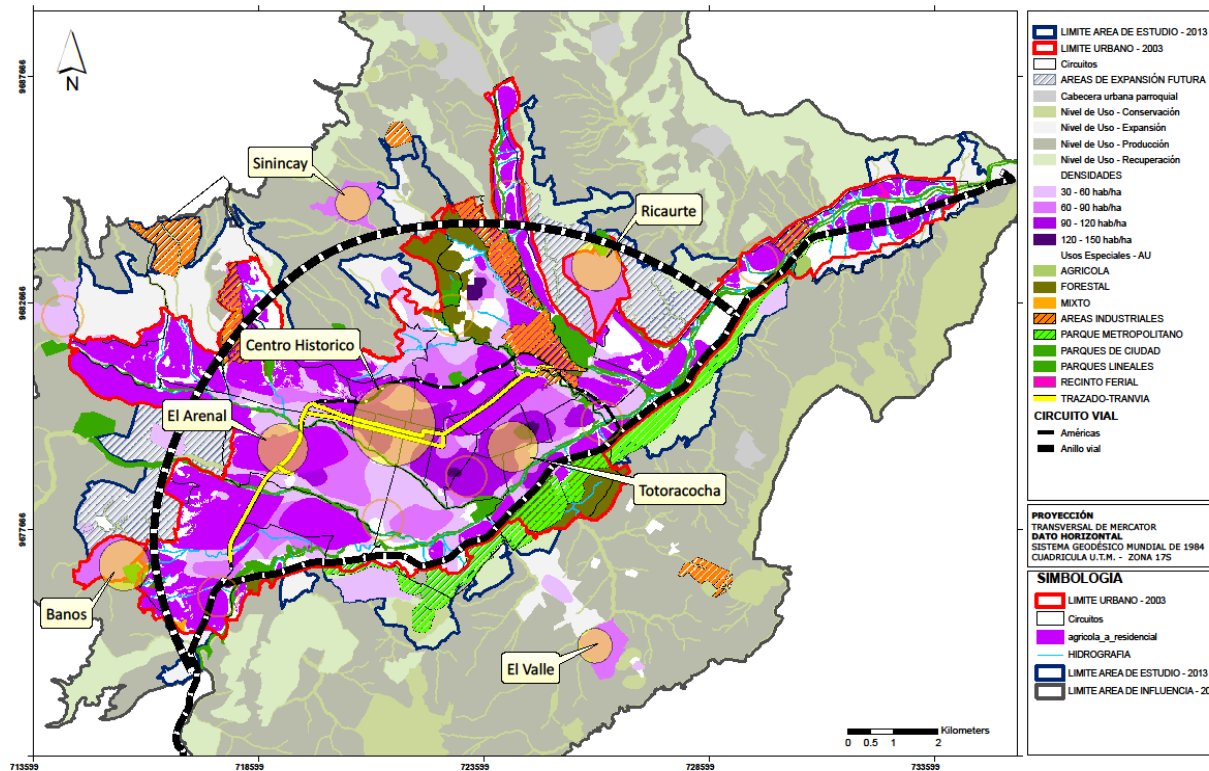 9687666
9682666
9677666
713599
718599
723599
728599
733599
N
Sinincay
Ricaurte
Centro Historico
El Arenal
Totoracocha
Banos
El Valle
Kilometers
0 0.5 1 2
LIMITE AREA DE ESTUDIO - 2013
LIMITE URBANO - 2003
Circuitos
AREAS DE EXPANSIÓN FUTURA
Cabecera urbana parroquial
Nivel de Uso - Conservación
Nivel de Uso - Expansión
Nivel de Uso - Producción
Nivel de Uso - Recuperación
DENSIDADES
30 - 60 hab/ha
60 - 90 hab/ha
90 - 120 hab/ha
120 - 150 hab/ha
Usos Especiales - AU
AGRICOLA
FORESTAL
MIXTO
AREAS INDUSTRIALES
PARQUE METROPOLITANO
PARQUES DE CIUDAD
PARQUES LINEALES
RECINTO FERIAL
TRAZADO-TRANVIA
CIRCUITO VIAL
Américas
Anillo vial
PROYECCIÓN
TRANSVERSAL DE MERCATOR
DATO HORIZONTAL
SISTEMA GEODÉSICO MUNDIAL DE 1984
CUADRICULA U.T.M. - ZONA 17S
SIMBOLOGIA
LIMITE URBANO - 2003
Circuitos
agricola_a_residencial
HIDROGRAFIA
LIMITE AREA DE ESTUDIO - 2013
LIMITE AREA DE INFLUENCIA - 20